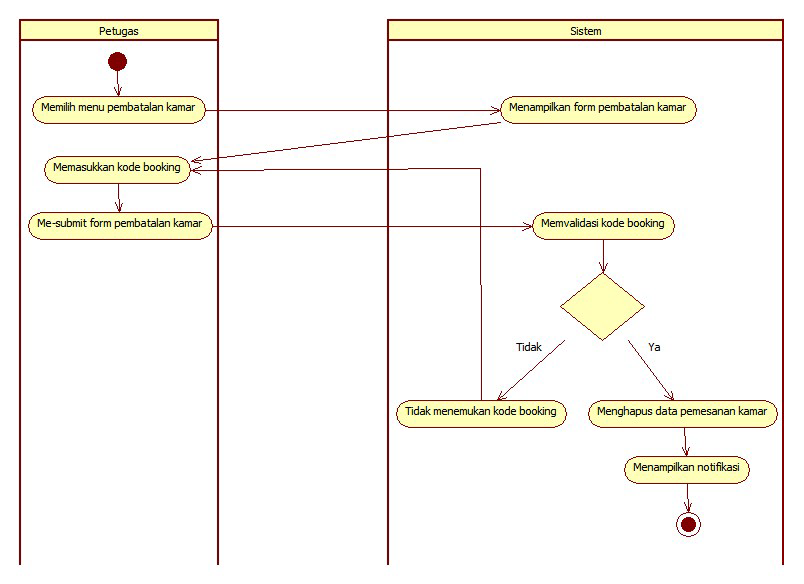 Petugas
Sistem
Memilih menu pembatalan kamar
Menampilkan form pembatalan kamar
Memasukkan kode booking
Me-submit form pembatalan kamar
Memvalidasi kode booking
Tidak
Ya
Tidak menemukan kode booking
Menghapus data pemesanan kamar
Menampilkan notifikasi